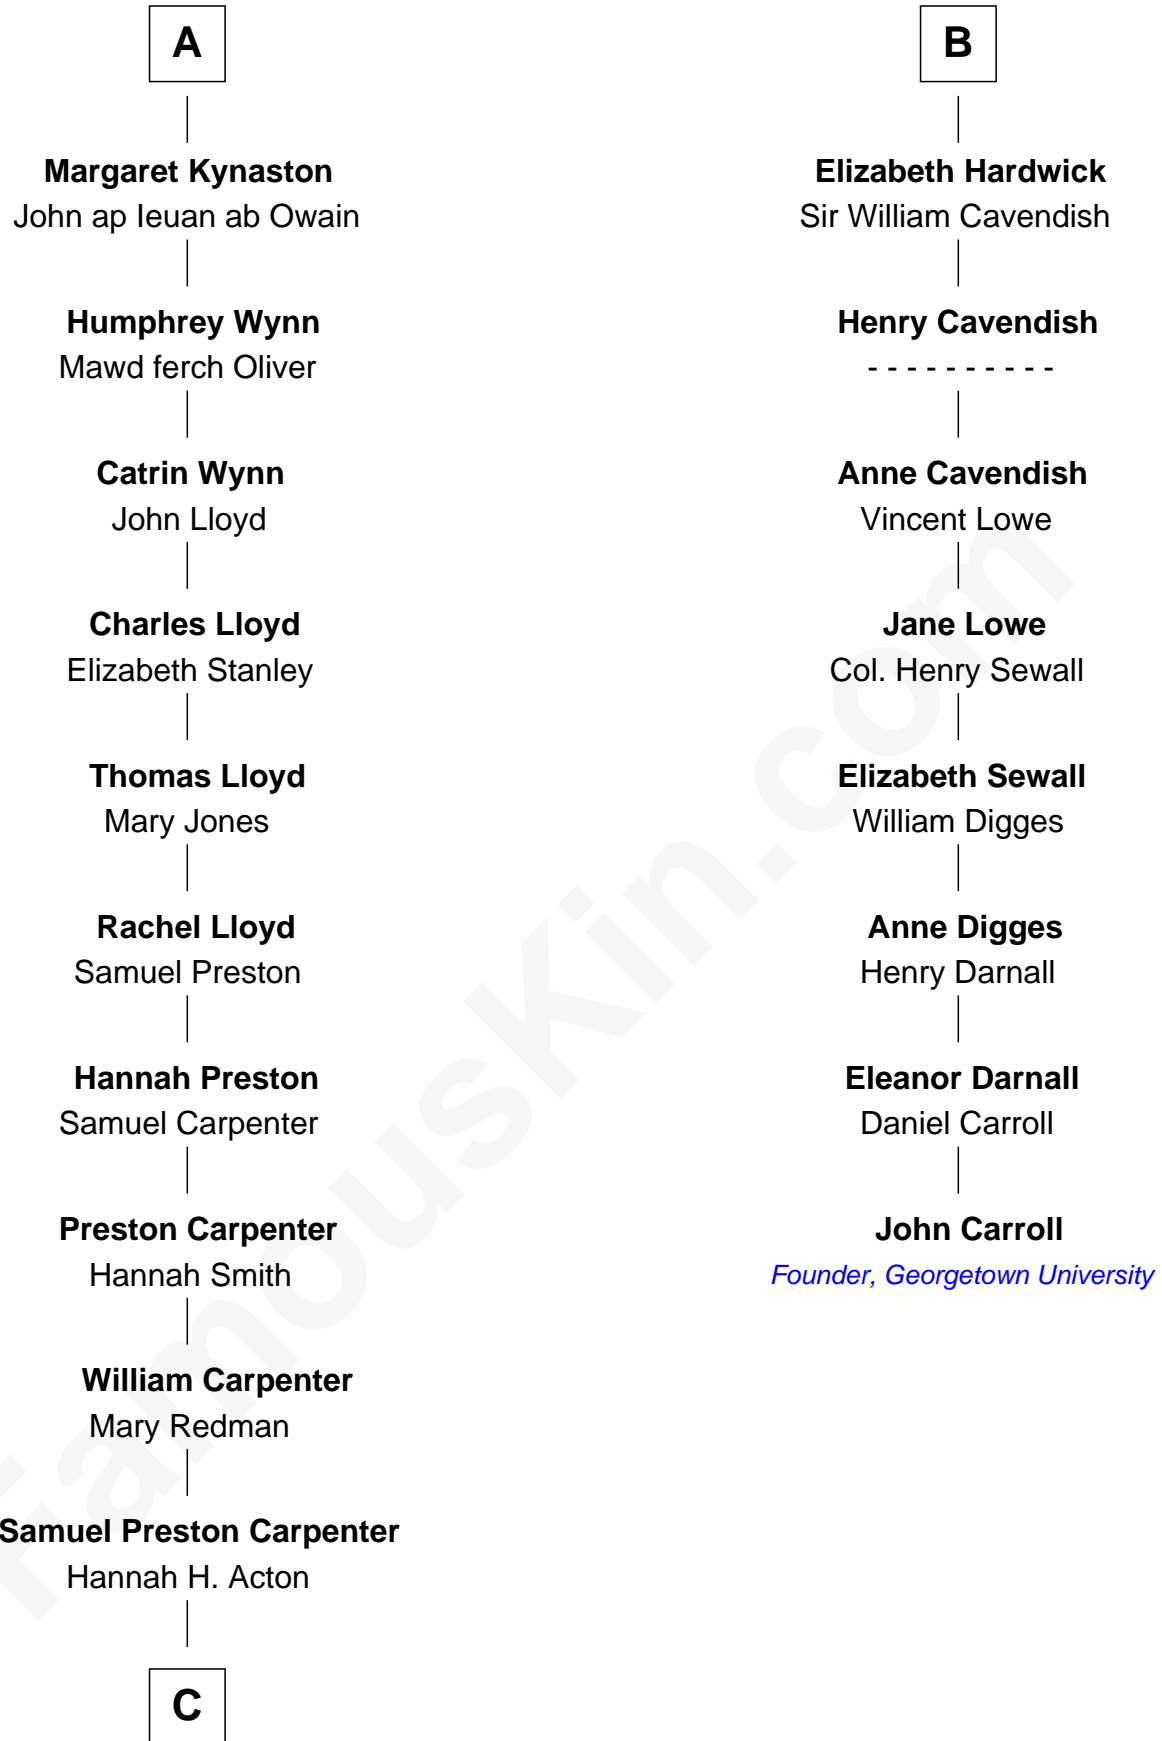 A
Margaret Kynaston
John ap Ieuan ab Owain
Humphrey Wynn
Mawd ferch Oliver
Catrin Wynn
John Lloyd
Charles Lloyd
Elizabeth Stanley
Thomas Lloyd
Mary Jones
Rachel Lloyd
Samuel Preston
Hannah Preston
Samuel Carpenter
Preston Carpenter
Hannah Smith
William Carpenter
Mary Redman
Samuel Preston Carpenter
Hannah H. Acton
C
B
Elizabeth Hardwick
Sir William Cavendish
Henry Cavendish
- - - - - - - - - -
Anne Cavendish
Vincent Lowe
Jane Lowe
Col. Henry Sewall
Elizabeth Sewall
William Digges
Anne Digges
Henry Darnall
Eleanor Darnall
Daniel Carroll
John Carroll
Founder, Georgetown University
FamousKin.com